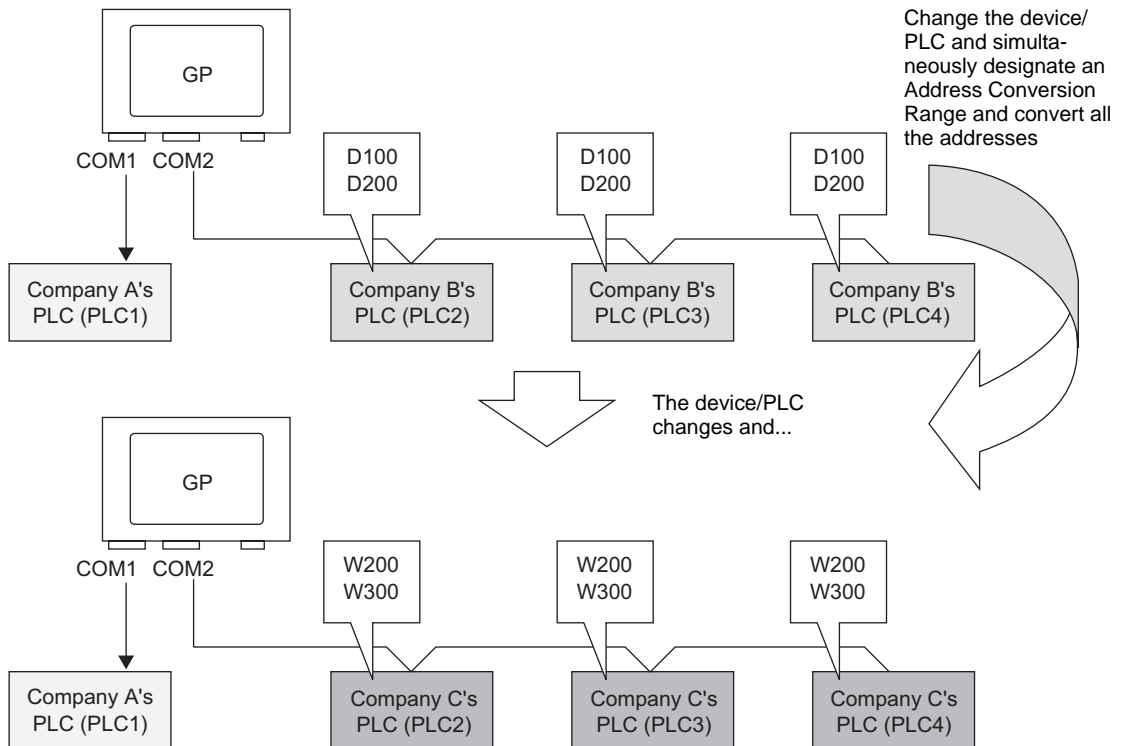 Change the device/
PLC and simulta-
neously designate an
Address Conversion
Range and convert all
the addresses
GP
COM1 COM2
D100
D200
D100
D200
D100
D200
Company A's
PLC (PLC1)
Company B's
PLC (PLC2)
Company B's
PLC (PLC3)
Company B's
PLC (PLC4)
The device/PLC
changes and...
GP
COM1 COM2
W200
W300
W200
W300
W200
W300
Company A's
PLC (PLC1)
Company C's
PLC (PLC2)
Company C's
PLC (PLC3)
Company C's
PLC (PLC4)